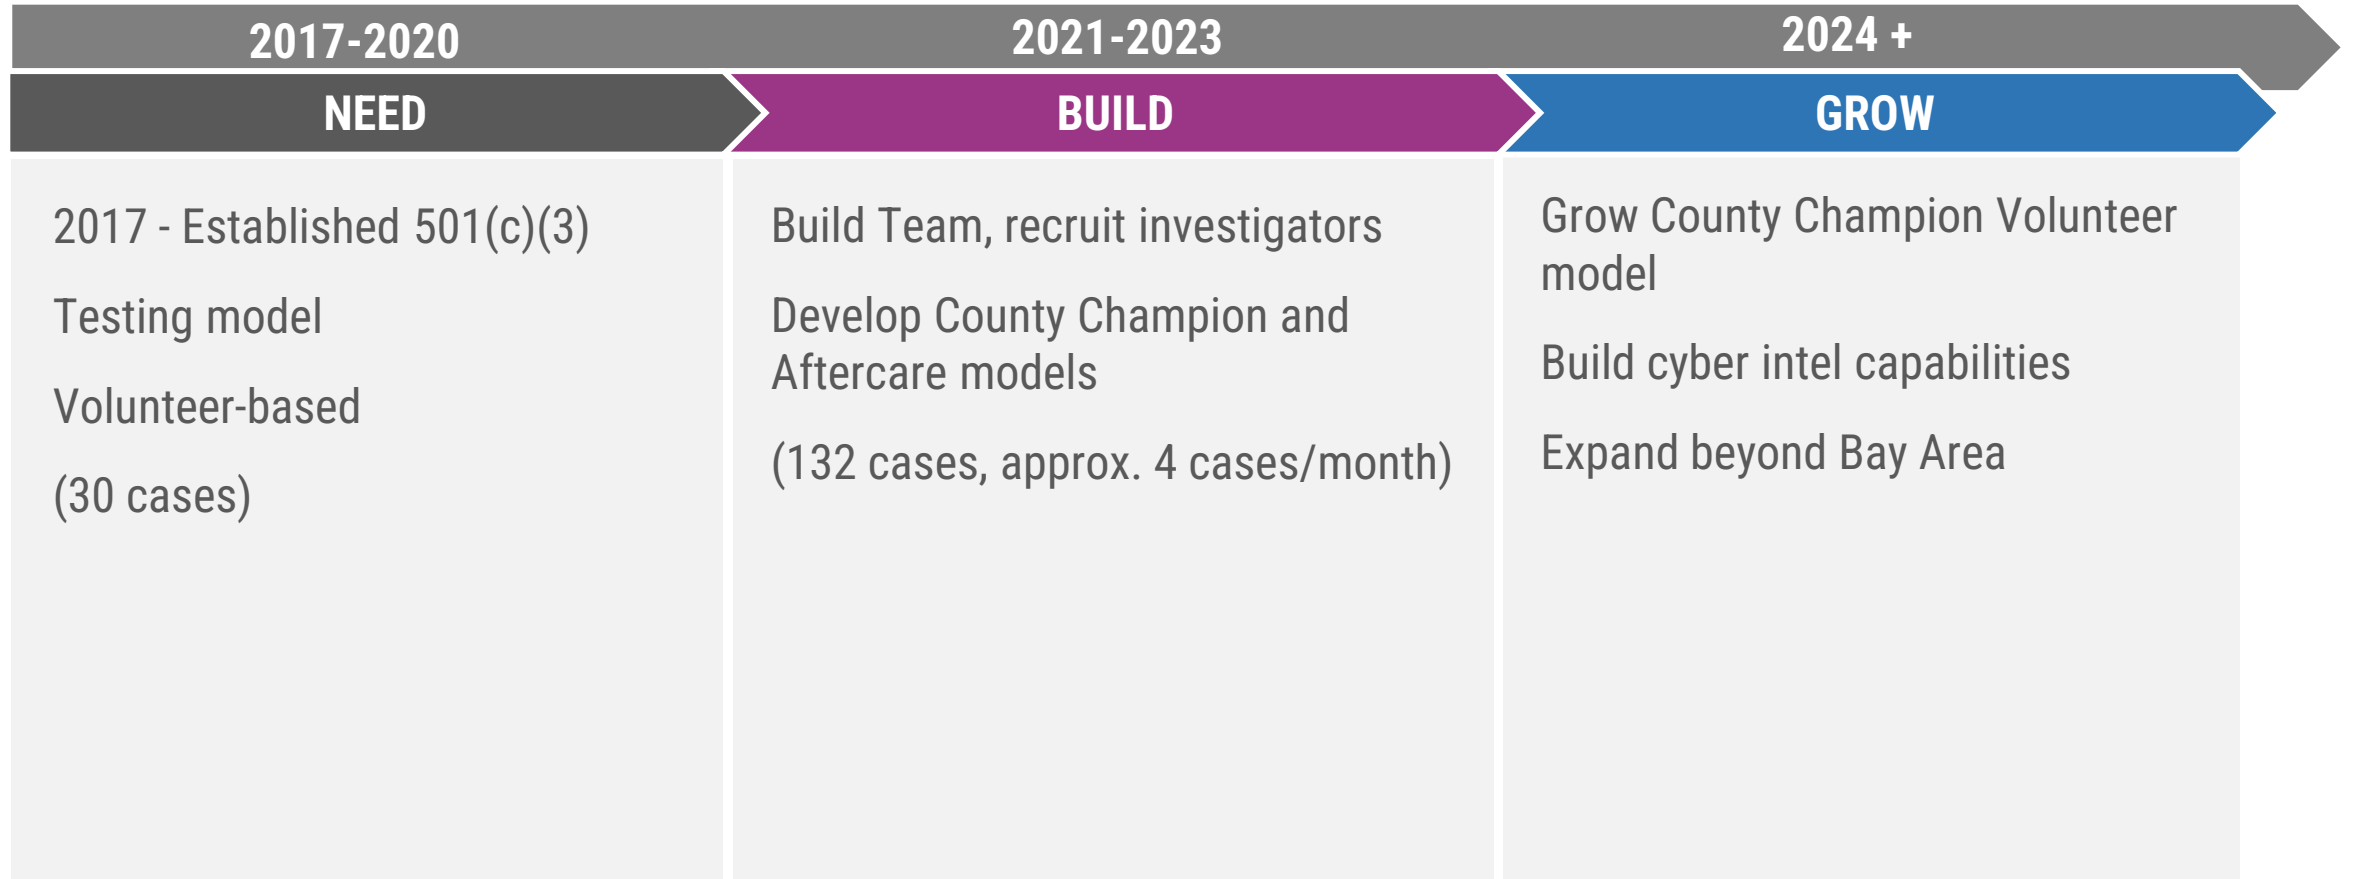 2017-2020
2021-2023
2024 +
NEED
BUILD
GROW
2017 - Established 501(c)(3)
Testing model
Volunteer-based
(30 cases)
Build Team, recruit investigators
Develop County Champion and
Aftercare models
(132 cases, approx. 4 cases/month)
Grow County Champion Volunteer
model
Build cyber intel capabilities
Expand beyond Bay Area